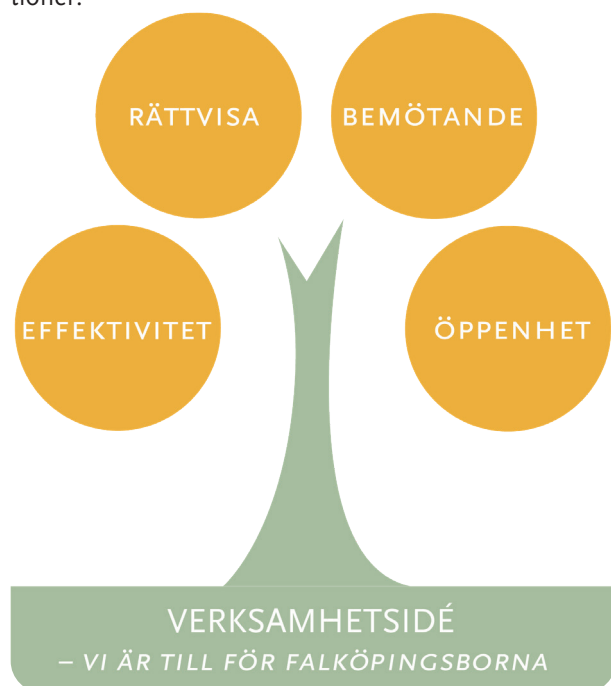 RÄTTVISA
BEMÖTANDE
EFFEKTIVITET
ÖPPENHET
VERKSAMHETSIDÉ
– VI ÄR TILL FÖR FALKÖPINGSBORNA